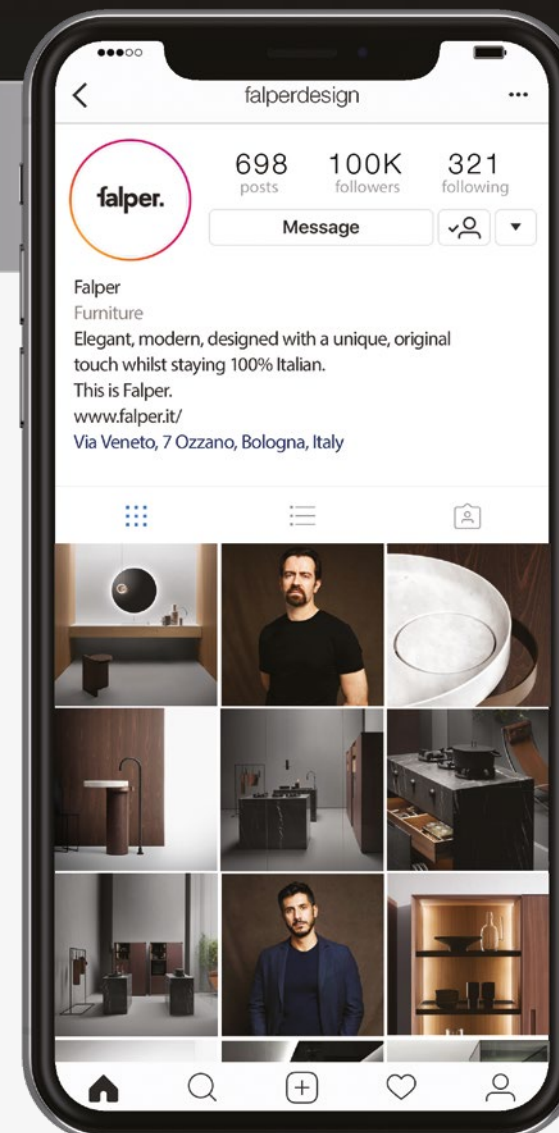 falperdesign
falper.
698 100K 321
posts followers following
Message
Falper
Furniture
Elegant, modern, designed with a unique, original
touch whilst staying 100% Italian.
This is Falper.
www.falper.it/
Via Veneto, 7 Ozzano, Bologna, Italy